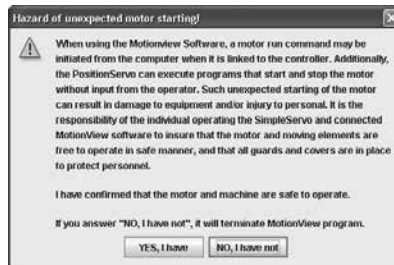 Hazard of unexpected motor starting!
When using the Motionview Software, a motor run command may be
initiated from the computer when it is linked to the controller. Additionally,
the PositionServo can execute programs that start and stop the motor
without input from the operator. Such unexpected starting of the motor
can result in damage to equipment and/or injury to personal. It is the
responsibility of the individual operating the SimpleServo and connected
MotionView software to insure that the motor and moving elements are
free to operate in safe manner, and that all guards and covers are in place
to protect personnel.
I have confirmed that the motor and machine are safe to operate.
If you answer "NO, I have not", it will terminate MotionView program.
YES, I have NO, I have not